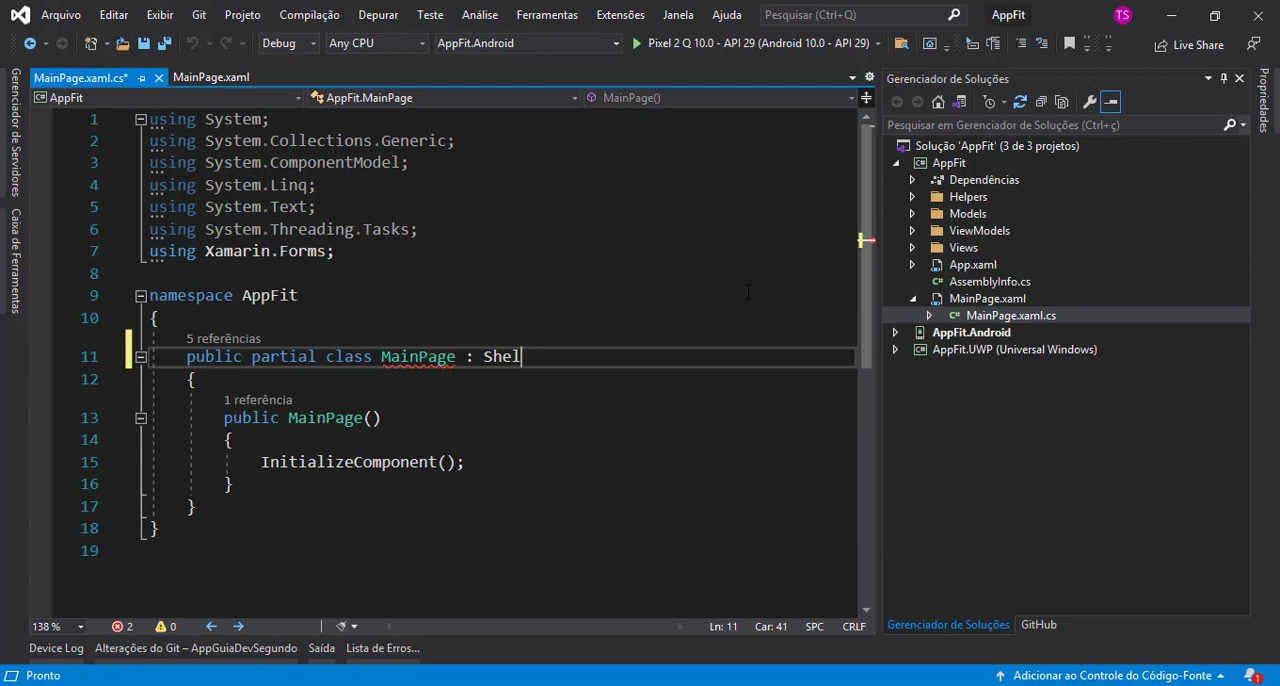 Arquivo Editar Exibir Git Projeto Compilação Depurar Teste Análise Ferramentas Extensões Janela Ajuda Pesquisar (Ctrl+Q) AppFit TS
Debug Any CPU AppFit.Android Pixel 2 Q 10.0 - API 29 (Android 10.0 - API 29) Live Share
Gerenciador de Servidores
Caixa de Ferramentas
MainPage.xaml.cs* MainPage.xaml
AppFit AppFit.MainPage MainPage()
1 using System;
2 using System.Collections.Generic;
3 using System.ComponentModel;
4 using System.Linq;
5 using System.Text;
6 using System.Threading.Tasks;
7 using Xamarin.Forms;
8
9 namespace AppFit
10 {
5 referências
11 public partial class MainPage : Shel
12 {
1 referência
13 public MainPage()
14 {
15 InitializeComponent();
16 }
17 }
18 }
19
138 % 2 0 Ln: 11 Car: 41 SPC CRLF
Gerenciador de Soluções
Pesquisar em Gerenciador de Soluções (Ctrl+ç)
Solução 'AppFit' (3 de 3 projetos)
AppFit
Dependências
Helpers
Models
ViewModels
Views
App.xaml
AssemblyInfo.cs
MainPage.xaml
MainPage.xaml.cs
AppFit.Android
AppFit.UWP (Universal Windows)
Gerenciador de Soluções GitHub
Propriedades
Device Log Alterações do Git – AppGuiaDevSegundo Saída Lista de Erros...
Pronto Adicionar ao Controle do Código-Fonte 1